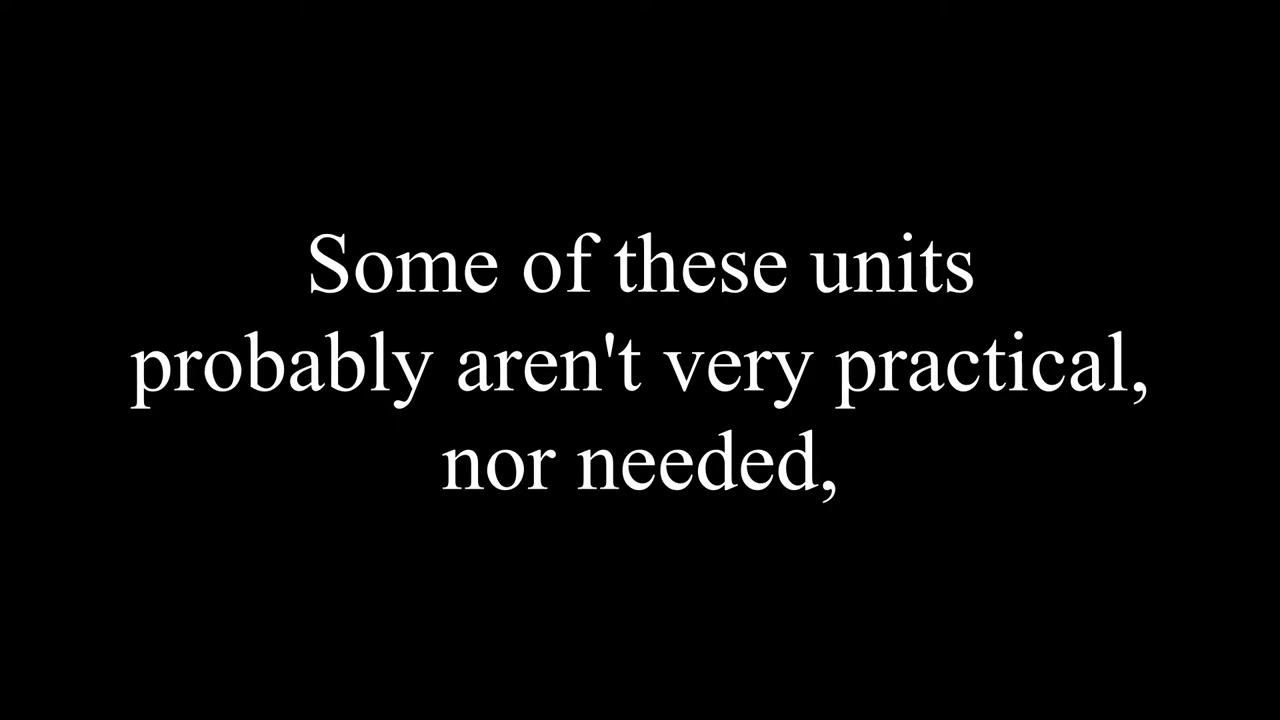 Some of these units
probably aren't very practical,
nor needed,